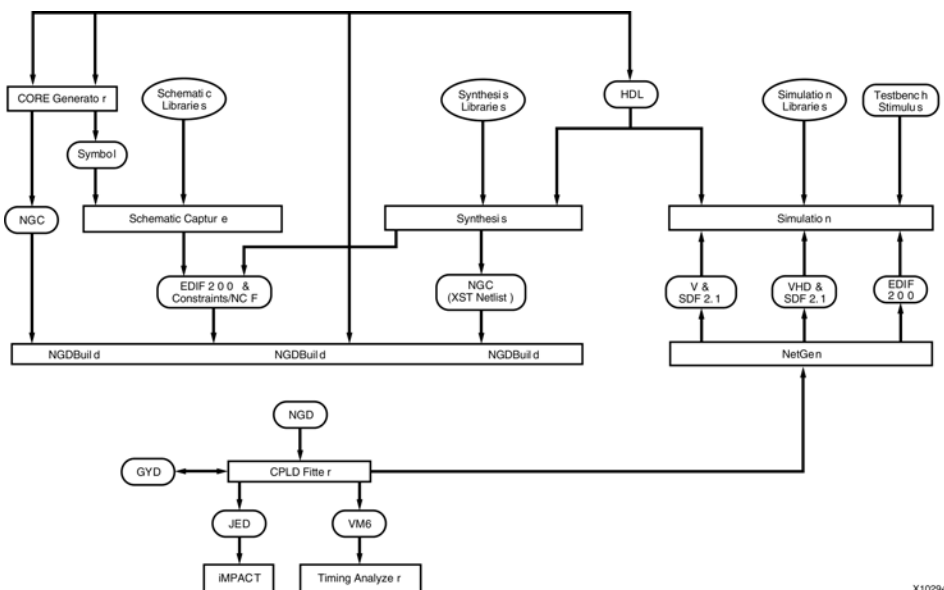 CORE Generator
Schematic
Libraries
Synthesis
Libraries
HDL
Simulation
Libraries
Testbench
Stimulus
Symbol
NGC
Schematic Capture
Synthesis
Simulation
EDIF 2 0 0 &
Constraints/NCF
NGC
(XST Netlist)
V &
SDF 2.1
VHD &
SDF 2.1
EDIF
2 0 0
NGDBuild
NGDBuild
NGDBuild
NetGen
NGD
GYD
CPLD Fitter
JED
VM6
iMPACT
Timing Analyzer